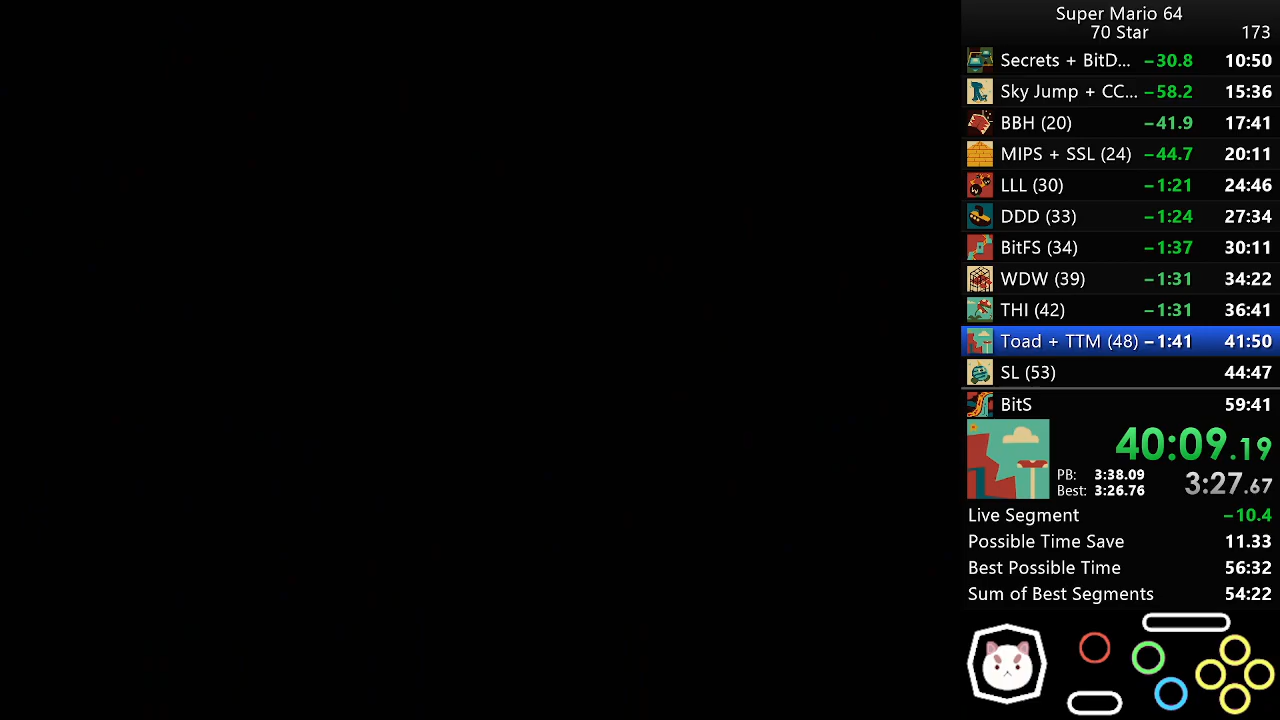 Super Mario 64
70 Star 173
Secrets + BitD... −30.8 10:50
Sky Jump + CC... −58.2 15:36
BBH (20) −41.9 17:41
MIPS + SSL (24) −44.7 20:11
LLL (30) −1:21 24:46
DDD (33) −1:24 27:34
BitFS (34) −1:37 30:11
WDW (39) −1:31 34:22
THI (42) −1:31 36:41
Toad + TTM (48) −1:41 41:50
SL (53) 44:47
BitS 59:41
40:09.19
PB: 3:38.09
Best: 3:26.76
3:27.67
Live Segment −10.4
Possible Time Save 11.33
Best Possible Time 56:32
Sum of Best Segments 54:22